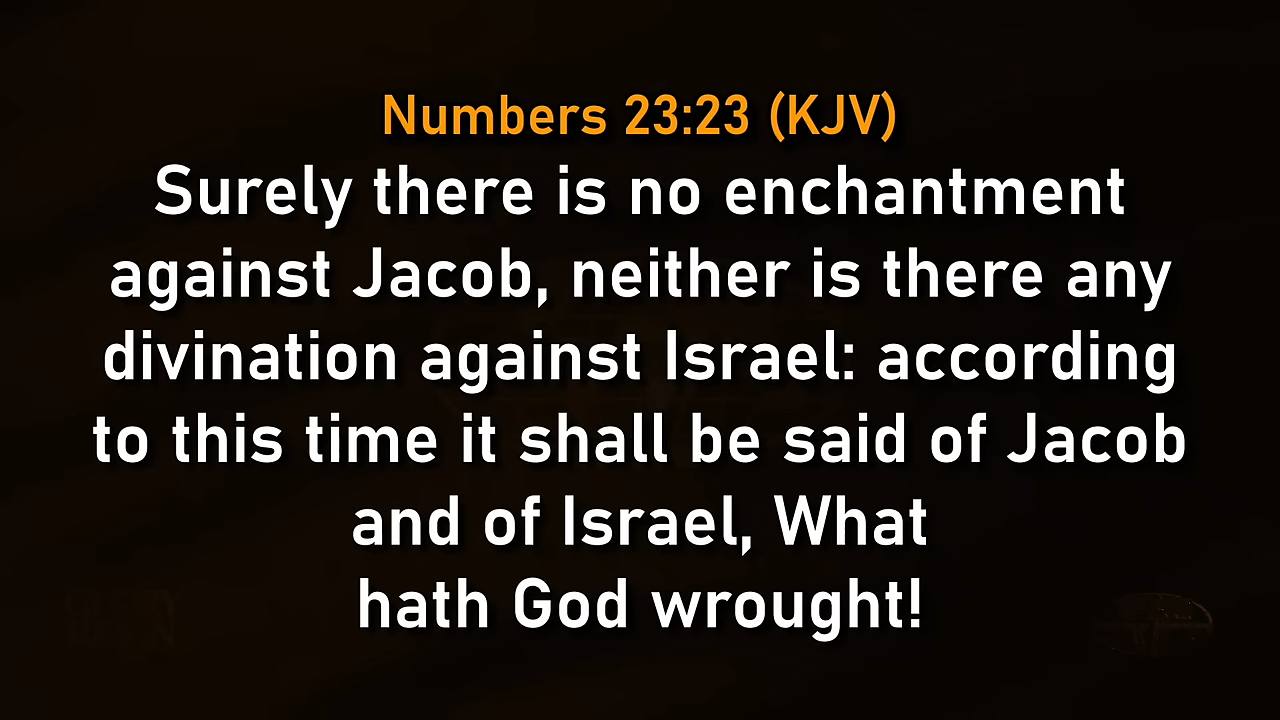 Numbers 23:23 (KJV)
Surely there is no enchantment
against Jacob, neither is there any
divination against Israel: according
to this time it shall be said of Jacob
and of Israel, What
hath God wrought!